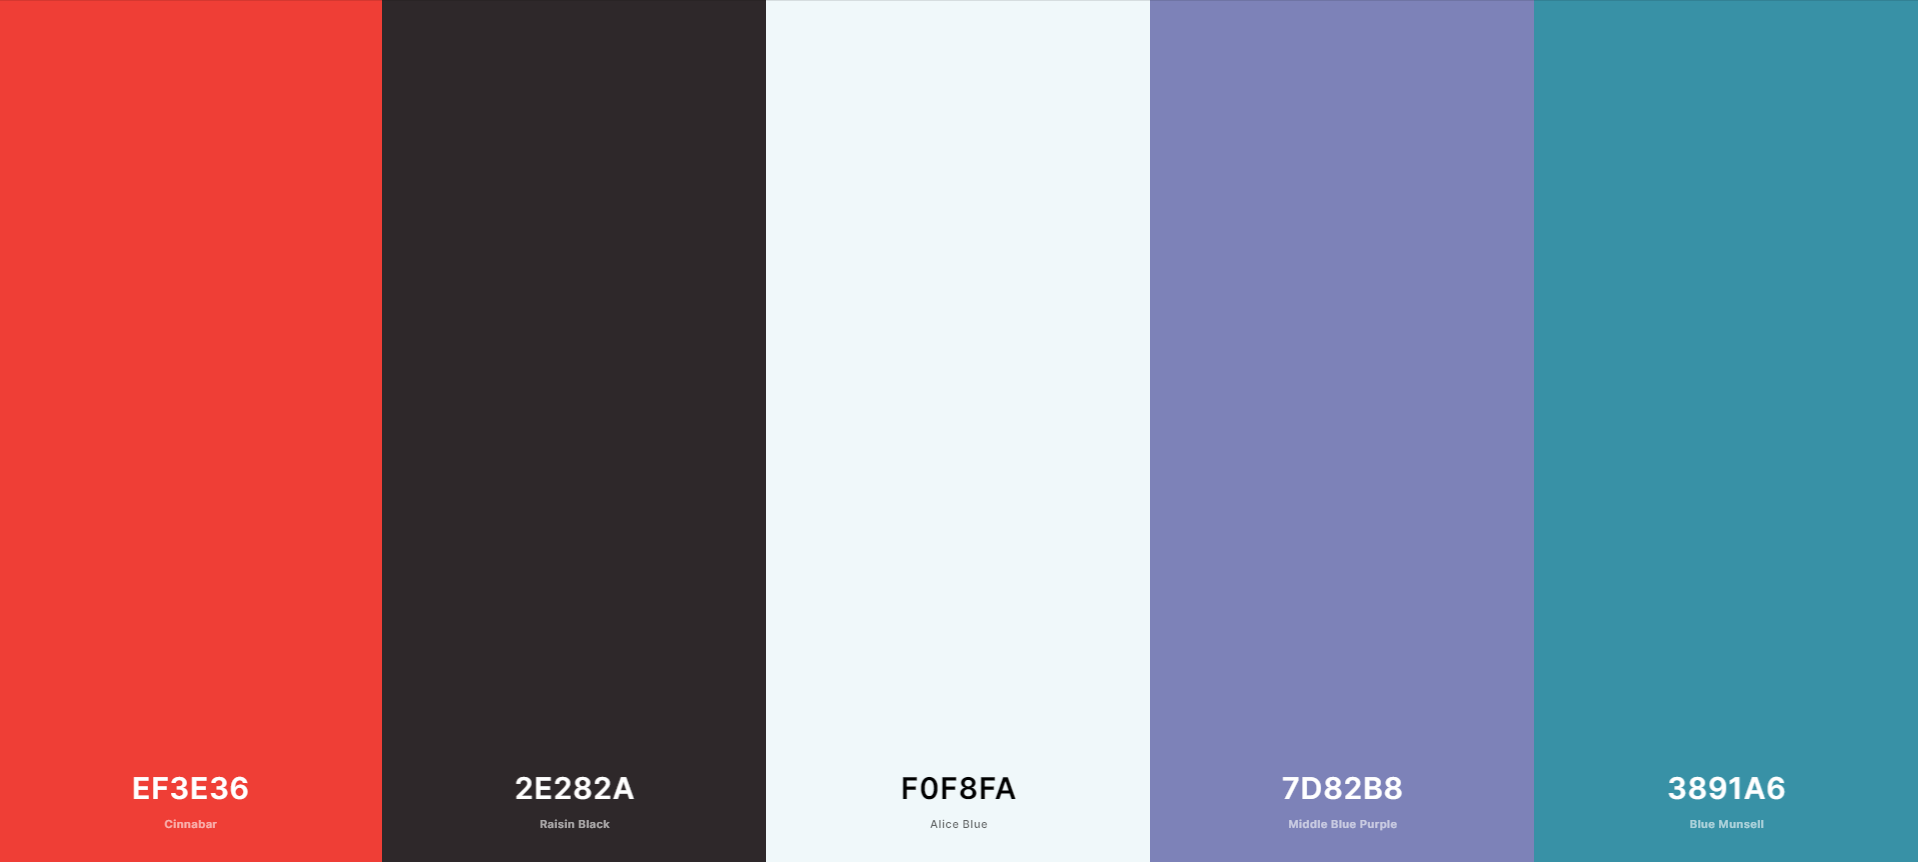 EF3E36
Cinnabar
2E282A
Raisin Black
F0F8FA
Alice Blue
7D82B8
Middle Blue Purple
3891A6
Blue Munsell